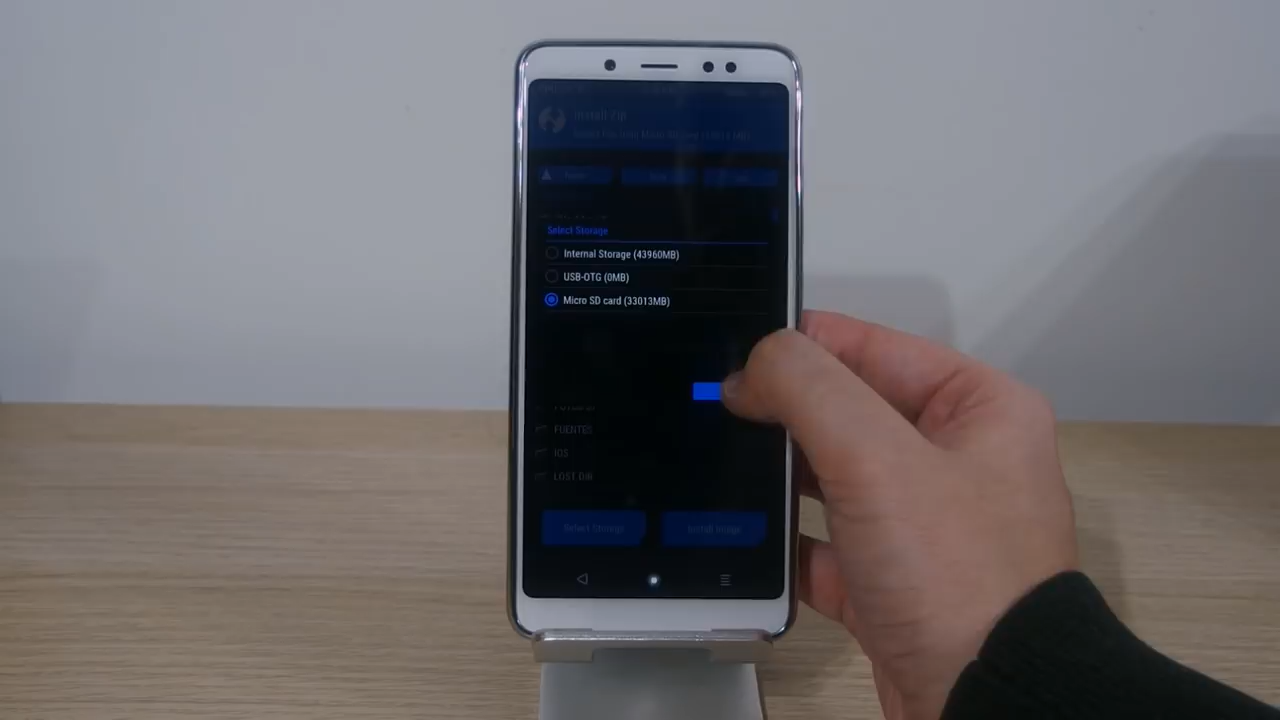 Install Zip
Select Storage
Internal Storage (43960MB)
USB-OTG (0MB)
Micro SD card (33013MB)
FUENTES
iOS
LOST.DIR
Select Storage
Install Image